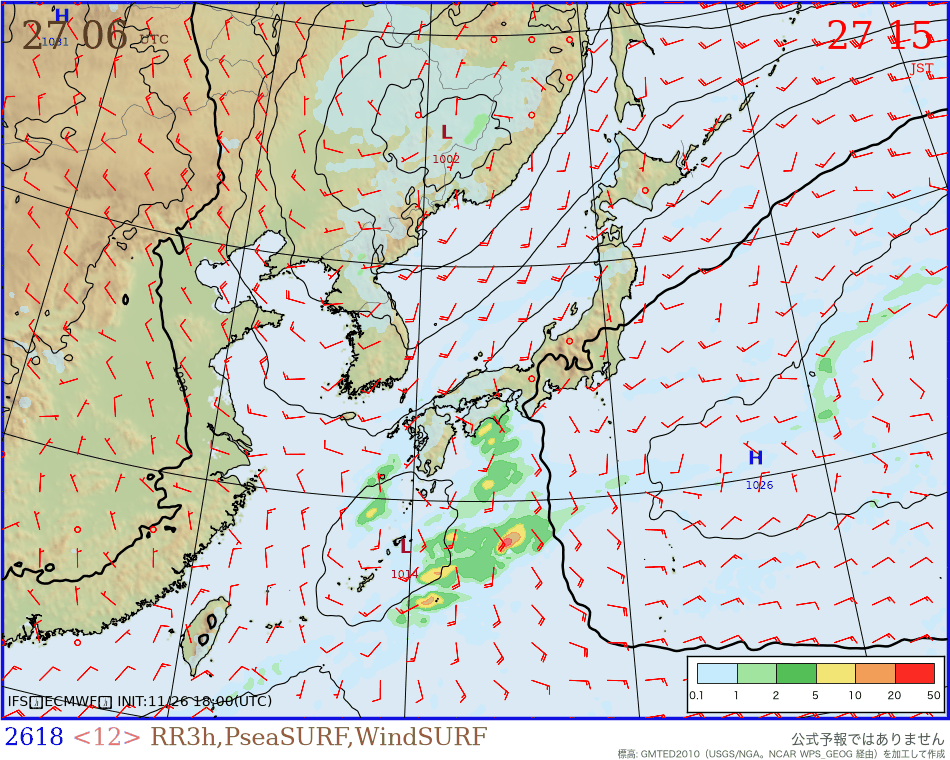 H
1031
27 06 UTC
27 15
JST
L
1002
1020
H
1026
L
1014
0.1 1 2 5 10 20 50
IFS ECMWF INIT:11/26 18:00(UTC)
2618 <12> RR3h,PseaSURF,WindSURF
公式予報ではありません
標高: GMTED2010（USGS/NGA。NCAR WPS_GEOG 経由）を加工して作成